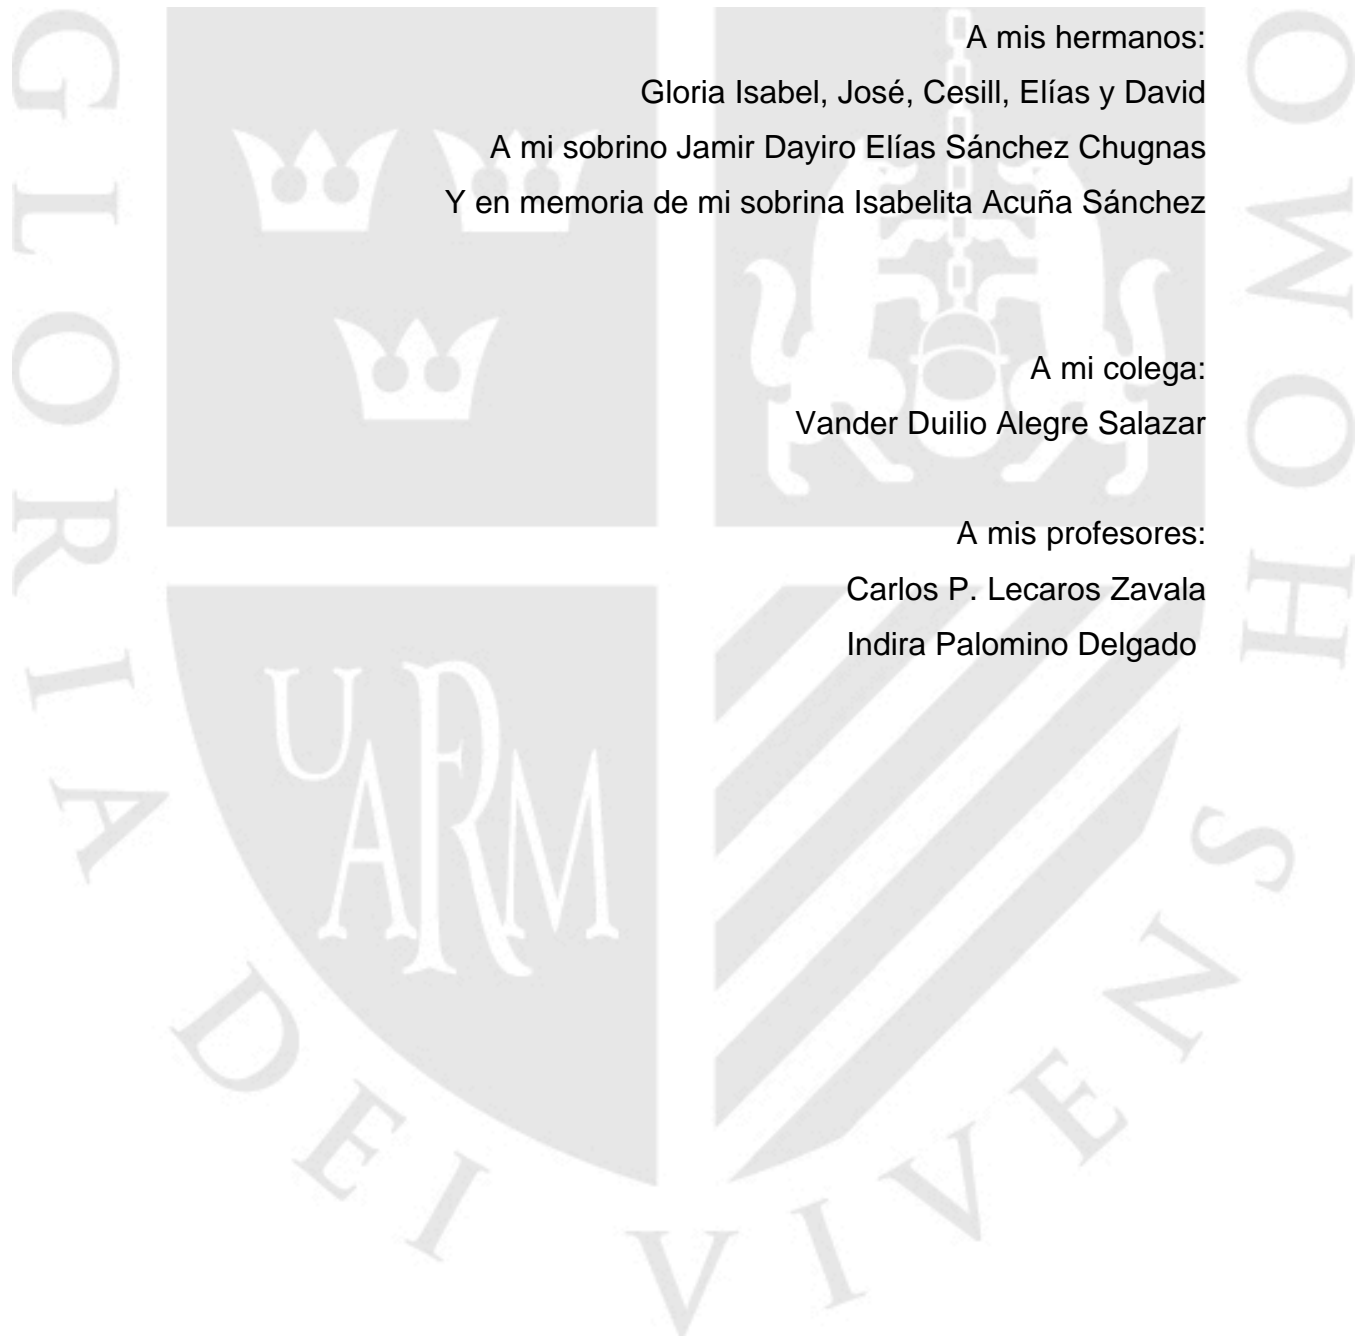 A mis hermanos:
Gloria Isabel, José, Cesill, Elías y David
A mi sobrino Jamir Dayiro Elías Sánchez Chugnas
Y en memoria de mi sobrina Isabelita Acuña Sánchez
A mi colega:
Vander Duilio Alegre Salazar
A mis profesores:
Carlos P. Lecaros Zavala
Indira Palomino Delgado
GLORIA DEI VIVENS HOMO
UARM